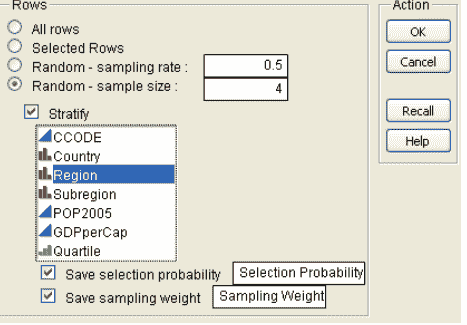 Rows
Action
All rows
Selected Rows
Random - sampling rate : 0.5
Random - sample size : 4
Stratify
CCODE
Country
Region
Subregion
POP2005
GDPperCap
Quartile
Save selection probability Selection Probability
Save sampling weight Sampling Weight
OK
Cancel
Recall
Help